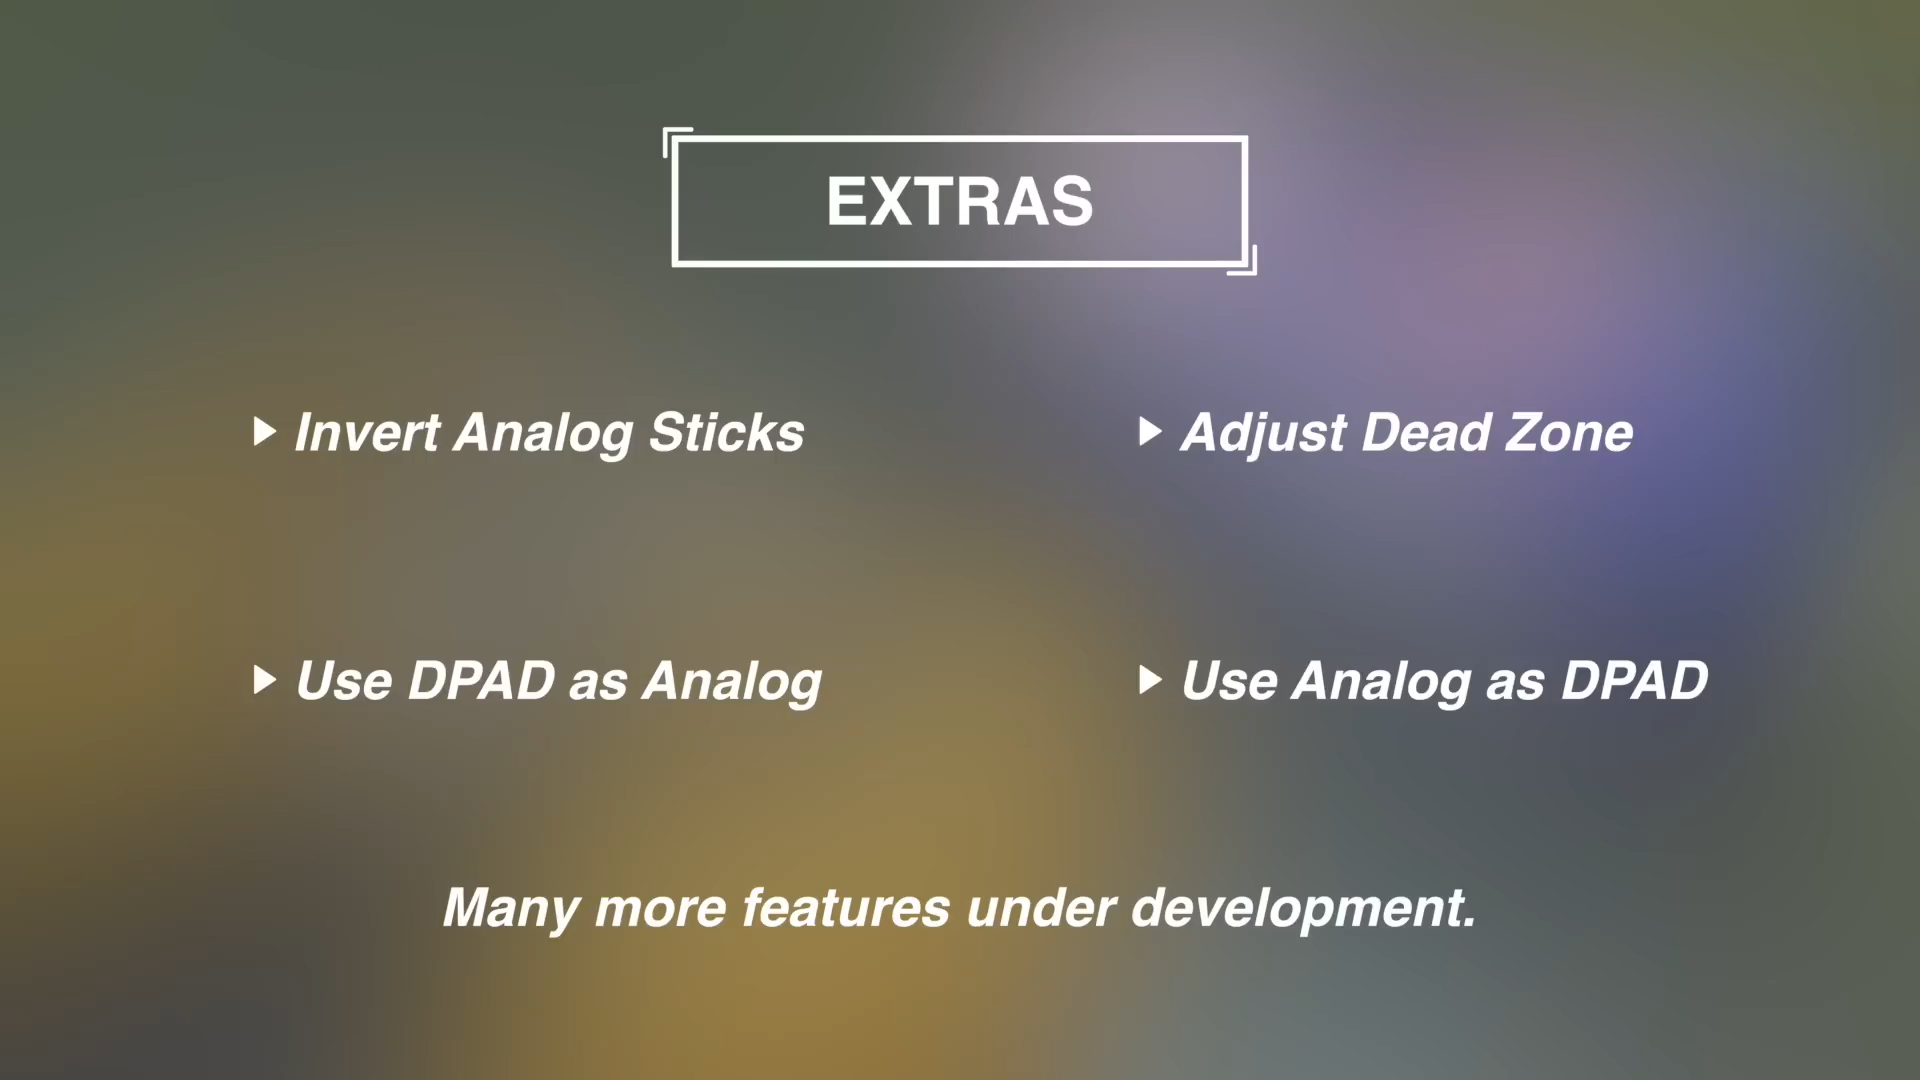 EXTRAS
Invert Analog Sticks
Adjust Dead Zone
Use DPAD as Analog
Use Analog as DPAD
Many more features under development.